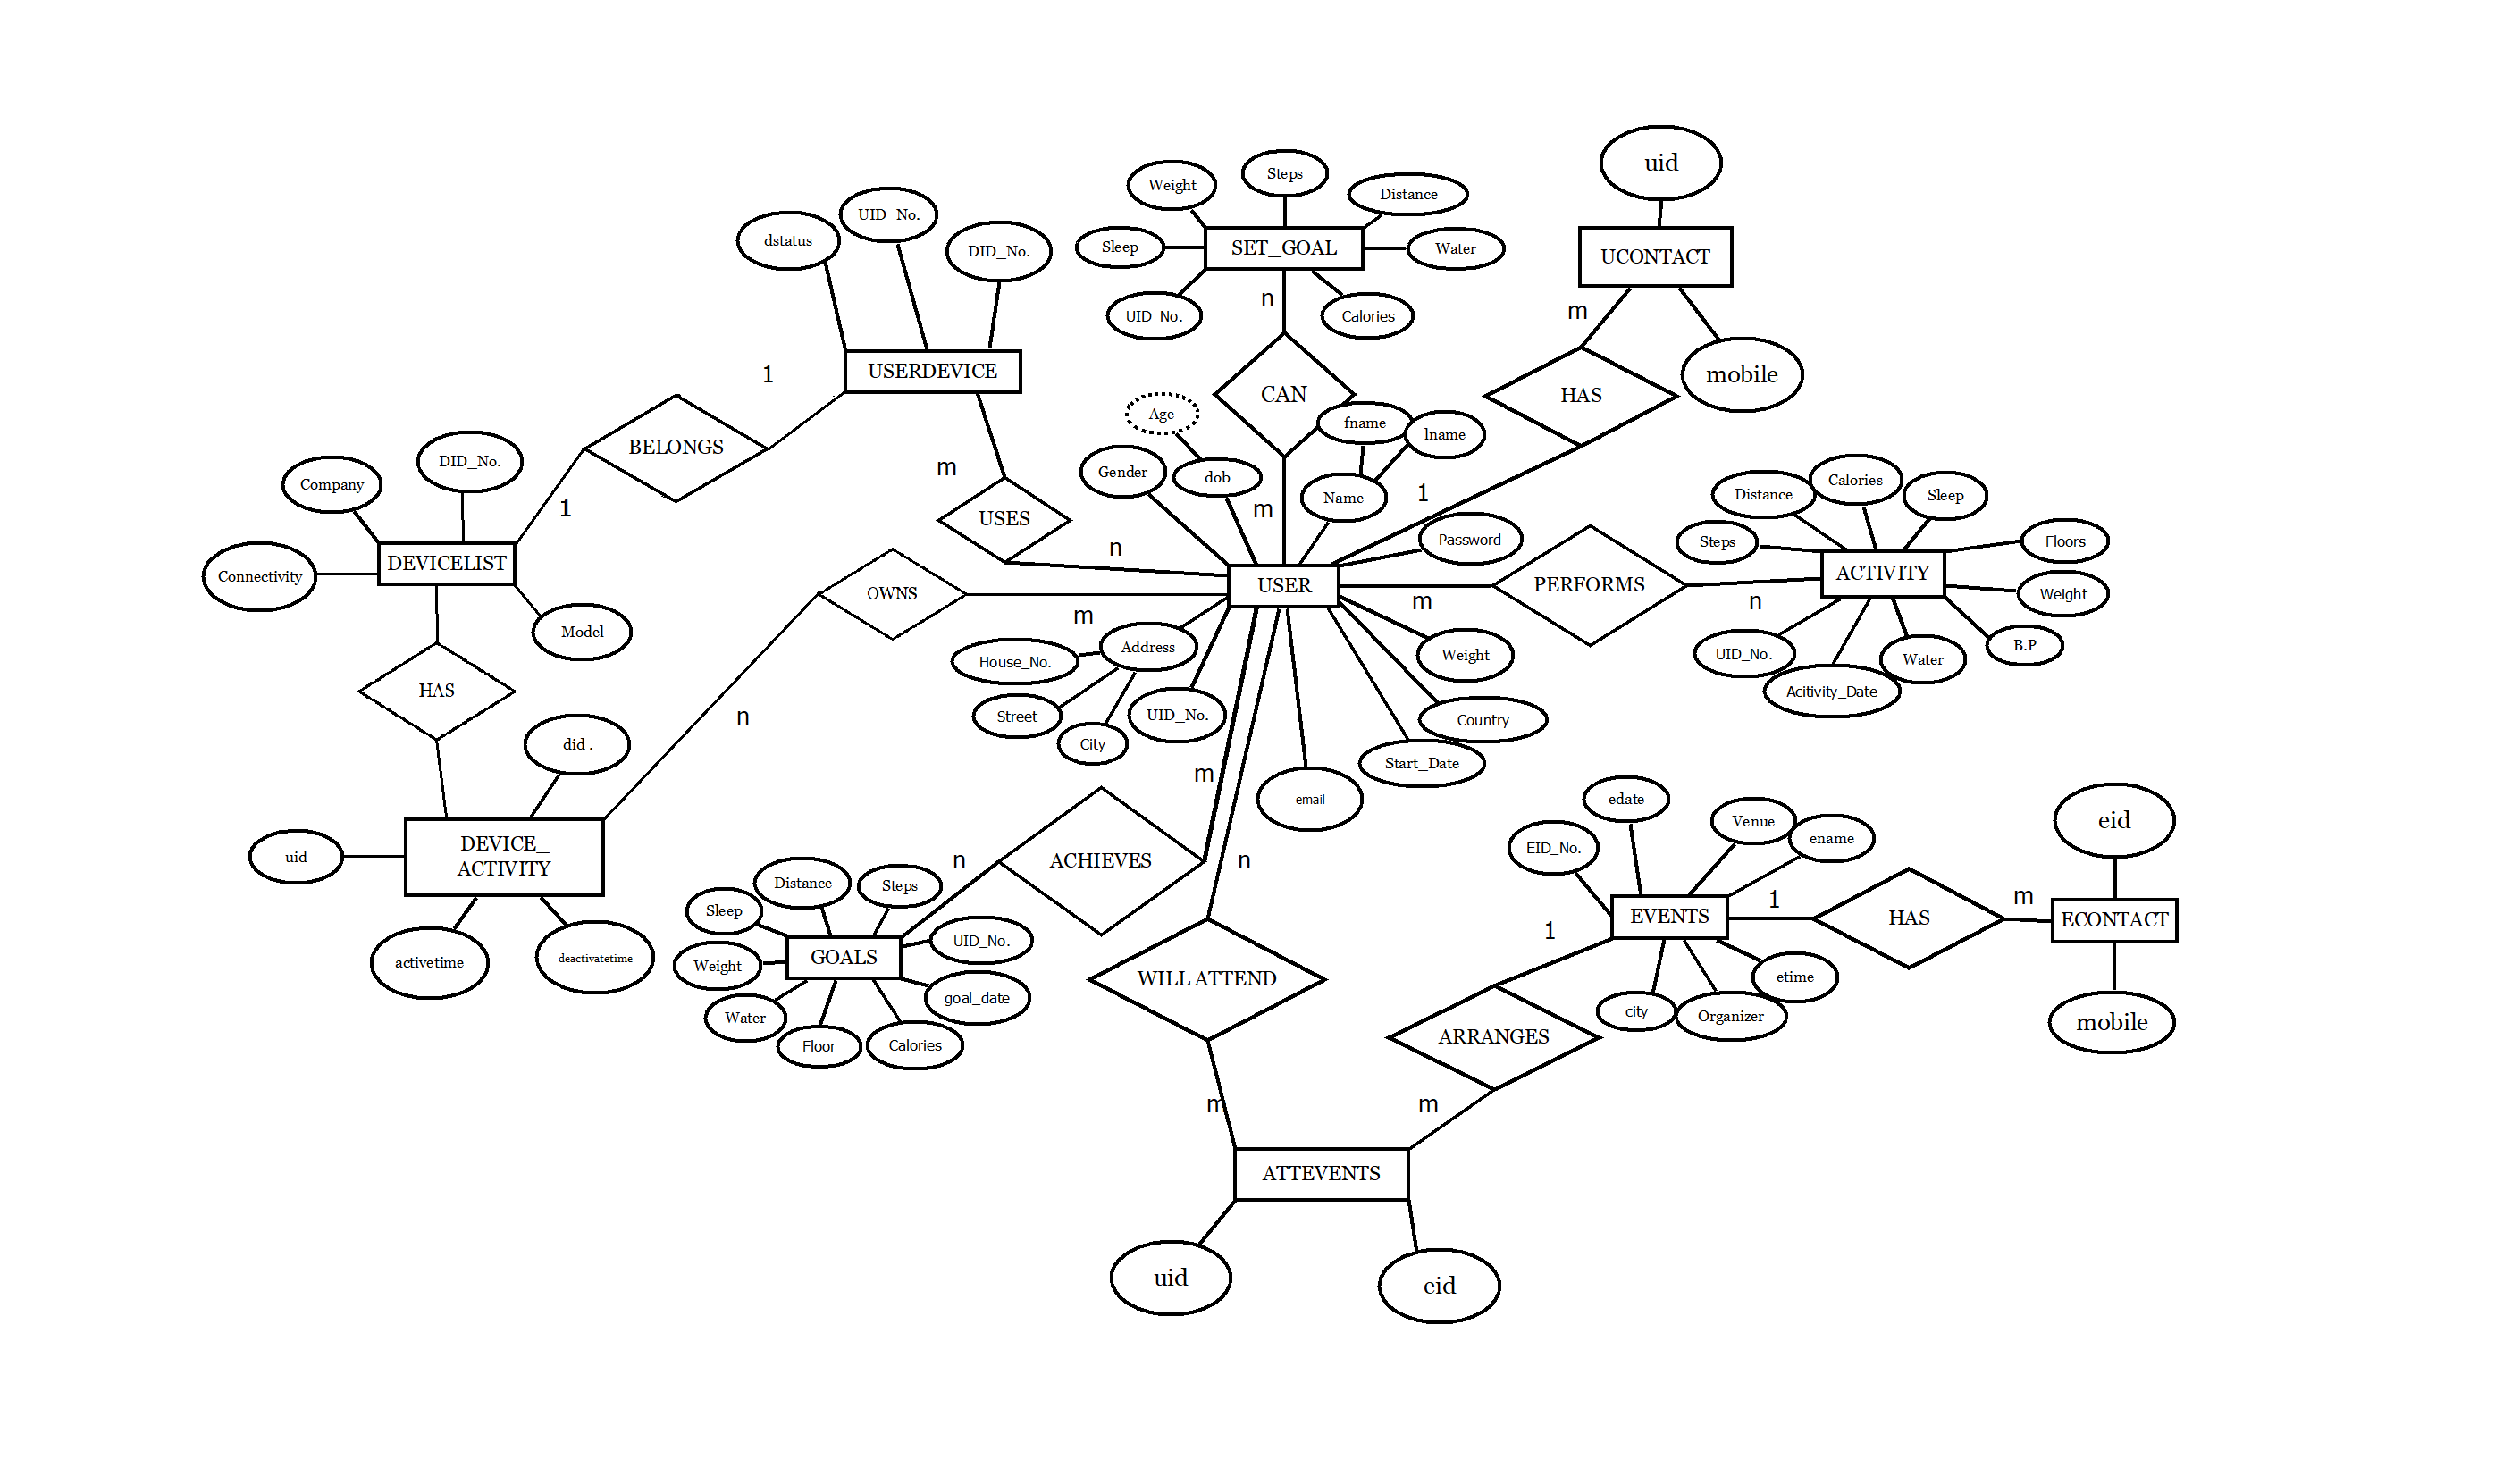 uid
Weight
Steps
Distance
UID_No.
dstatus
DID_No.
Sleep
SET_GOAL
Water
UCONTACT
UID_No.
Calories
n
m
USERDEVICE
1
mobile
CAN
HAS
Age
fname
lname
BELONGS
DID_No.
Company
m
Gender
dob
Name
1
Calories
Distance
Sleep
1
m
USES
Password
Steps
Floors
n
DEVICELIST
Connectivity
USER
PERFORMS
ACTIVITY
OWNS
m
m
n
Weight
Model
Address
House_No.
Weight
UID_No.
Water
B.P
HAS
Street
UID_No.
City
n
Country
Acitivity_Date
did .
Start_Date
m
email
edate
EID_No.
Venue
ename
eid
DEVICE_
ACTIVITY
uid
n
ACHIEVES
n
Distance
Steps
Sleep
1
EVENTS
1
HAS
m
ECONTACT
UID_No.
GOALS
Weight
activetime
deactivatetime
goal_date
WILL ATTEND
etime
Water
city
Organizer
mobile
Floor
Calories
ARRANGES
m
m
ATTEVENTS
uid
eid